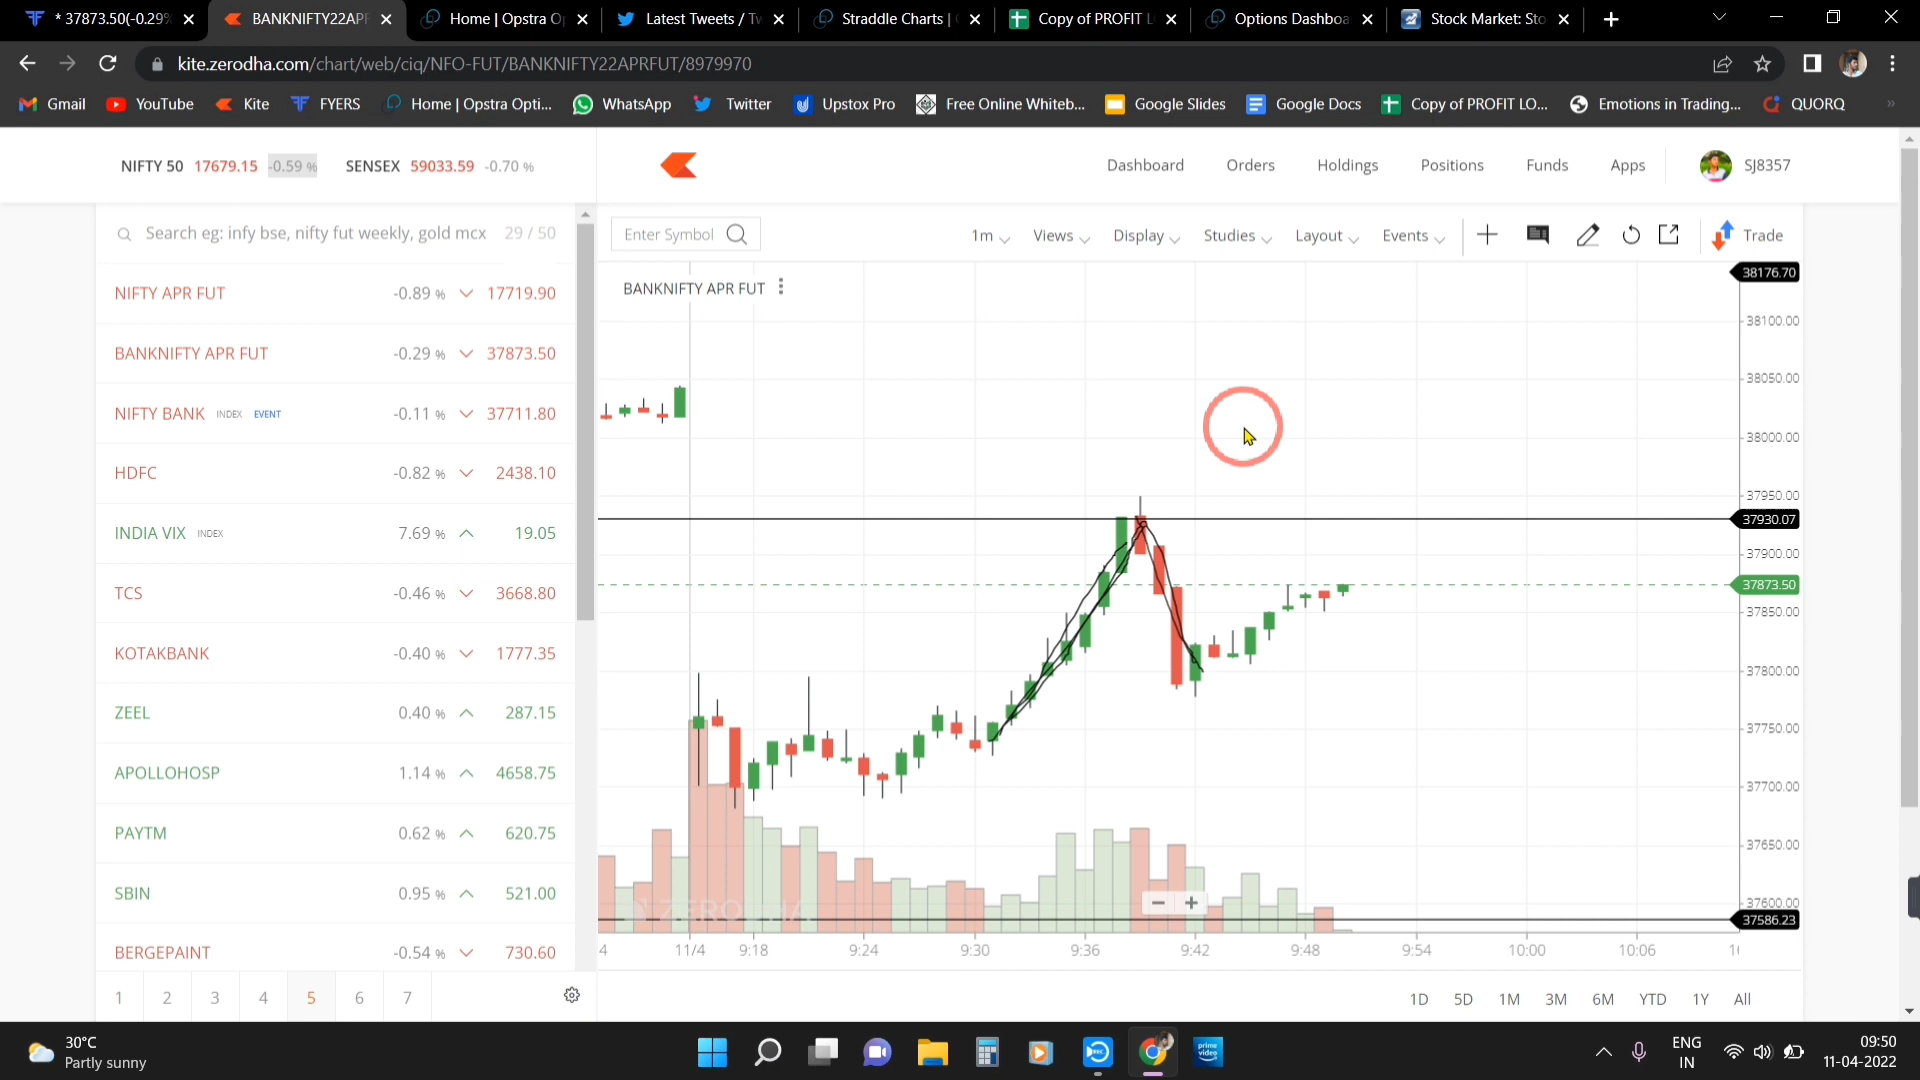 * 37873.50(-0.29%
BANKNIFTY22APR
Home | Opstra O
Latest Tweets / Tw
Straddle Charts |
Copy of PROFIT L
Options Dashboa
Stock Market: Sto
kite.zerodha.com/chart/web/ciq/NFO-FUT/BANKNIFTY22APRFUT/8979970
Gmail
YouTube
Kite
FYERS
Home | Opstra Opti...
WhatsApp
Twitter
Upstox Pro
Free Online Whiteb...
Google Slides
Google Docs
Copy of PROFIT LO...
Emotions in Trading...
QUORQ
NIFTY 50 17679.15 -0.59 %
SENSEX 59033.59 -0.70 %
Dashboard
Orders
Holdings
Positions
Funds
Apps
SJ8357
Search eg: infy bse, nifty fut weekly, gold mcx 29 / 50
NIFTY APR FUT -0.89 % 17719.90
BANKNIFTY APR FUT -0.29 % 37873.50
NIFTY BANK INDEX EVENT -0.11 % 37711.80
HDFC -0.82 % 2438.10
INDIA VIX INDEX 7.69 % 19.05
TCS -0.46 % 3668.80
KOTAKBANK -0.40 % 1777.35
ZEEL 0.40 % 287.15
APOLLOHOSP 1.14 % 4658.75
PAYTM 0.62 % 620.75
SBIN 0.95 % 521.00
BERGEPAINT -0.54 % 730.60
1 2 3 4 5 6 7
Enter Symbol
1m
Views
Display
Studies
Layout
Events
Trade
BANKNIFTY APR FUT
38176.70
38100.00
38050.00
38000.00
37950.00
37930.07
37900.00
37873.50
37850.00
37800.00
37750.00
37700.00
37650.00
37600.00
37586.23
ZERODHA
4 11/4 9:18 9:24 9:30 9:36 9:42 9:48 9:54 10:00 10:06
1D 5D 1M 3M 6M YTD 1Y All
30°C
Partly sunny
REC
prime video
ENG
IN
09:50
11-04-2022